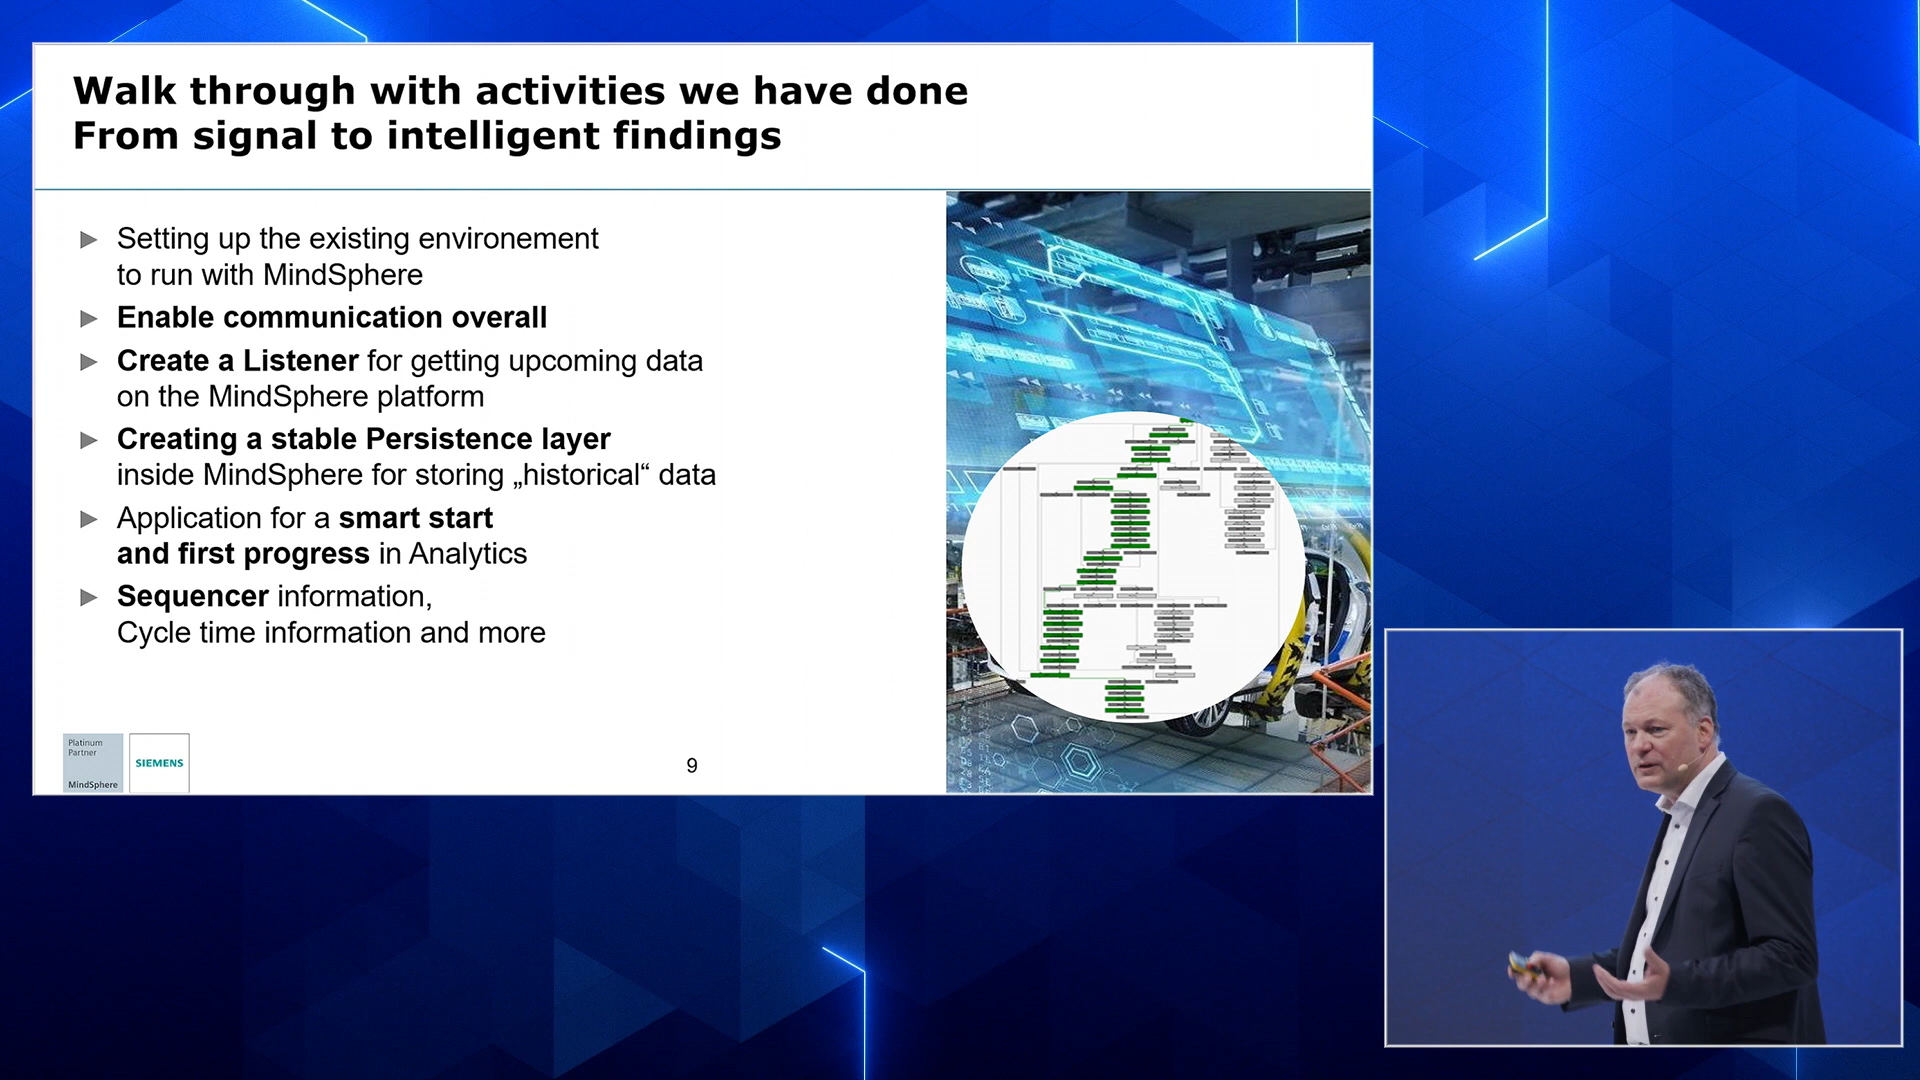 Walk through with activities we have done
From signal to intelligent findings
Setting up the existing environement
to run with MindSphere
Enable communication overall
Create a Listener for getting upcoming data
on the MindSphere platform
Creating a stable Persistence layer
inside MindSphere for storing „historical“ data
Application for a smart start
and first progress in Analytics
Sequencer information,
Cycle time information and more
Platinum
Partner
MindSphere
SIEMENS
9